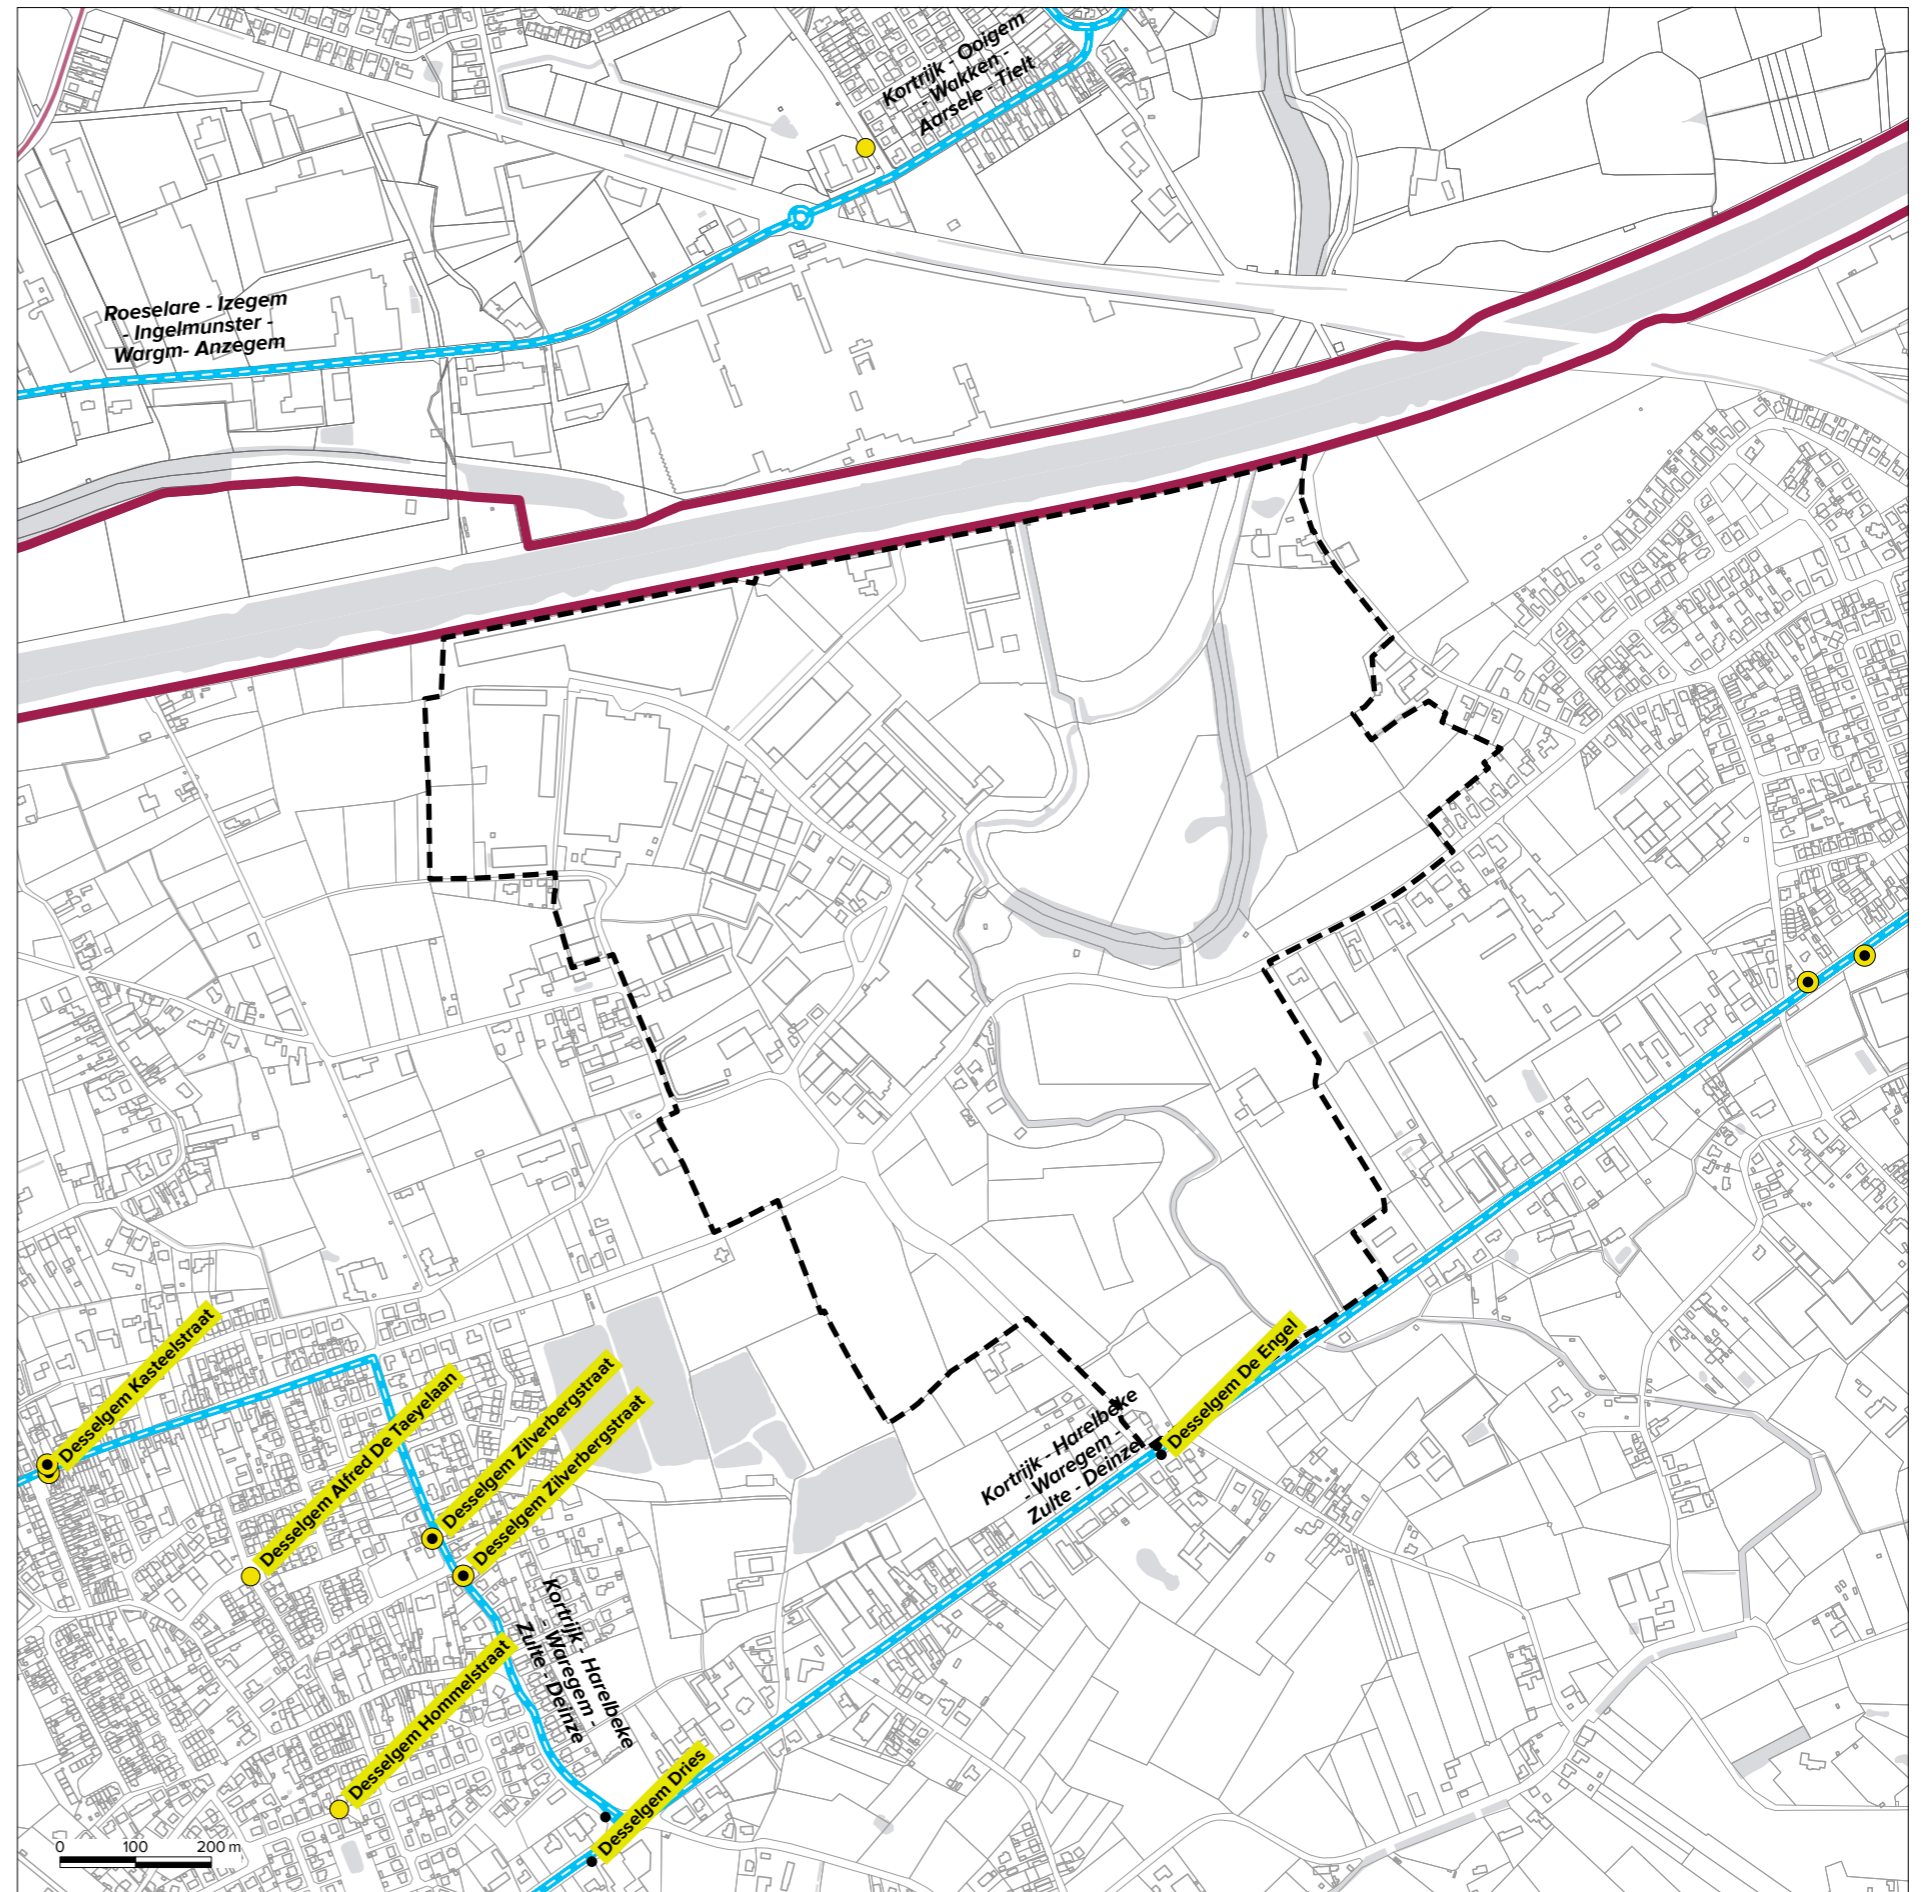 Kortrijk - Ooigem
- Wakken -
Aarsele - Tielt
Roeselare - Izegem
- Ingelmunster -
Wargm- Anzegem
Desselgem Kasteelstraat
Desselgem Alfred De Taeyelaan
Desselgem Zilverbergstraat
Desselgem Zilverbergstraat
Desselgem De Engel
Kortrijk - Harelbeke
- Waregem -
Zulte - Deinze
Kortrijk - Harelbeke
- Waregem -
Zulte - Deinze
Desselgem Hommelstraat
Desselgem Dries
0 100 200 m